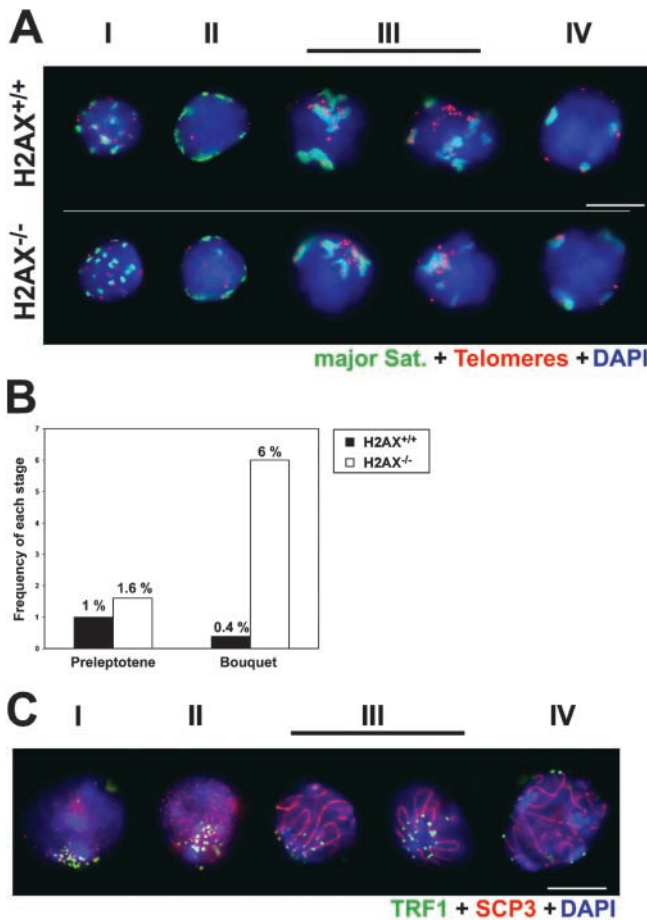 A
I II III IV
H2AX+/+
H2AX-/-
major Sat. + Telomeres + DAPI
B
Frequency of each stage
7
6
5
4
3
2
1
0
1 %
1.6 %
0.4 %
6 %
Preleptotene Bouquet
H2AX+/+
H2AX-/-
C
I II III IV
TRF1 + SCP3 + DAPI